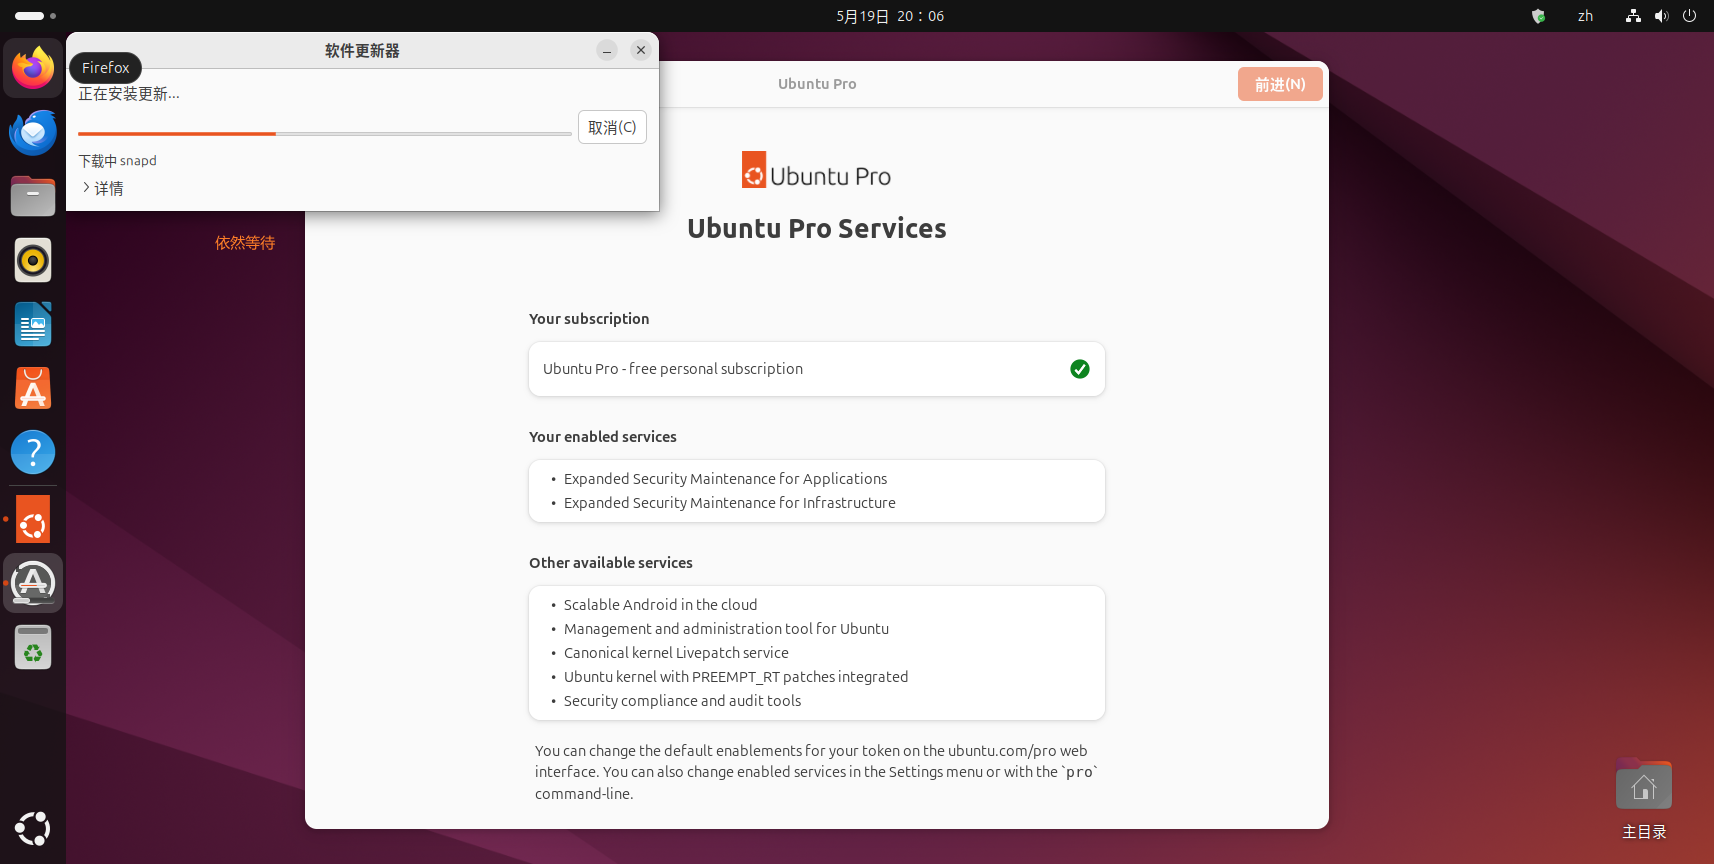 5月19日 20：06
zh
软件更新器
Firefox
正在安装更新...
取消(C)
下载中 snapd
详情
依然等待
Ubuntu Pro
前进(N)
Ubuntu Pro
Ubuntu Pro Services
Your subscription
Ubuntu Pro - free personal subscription
Your enabled services
• Expanded Security Maintenance for Applications
• Expanded Security Maintenance for Infrastructure
Other available services
• Scalable Android in the cloud
• Management and administration tool for Ubuntu
• Canonical kernel Livepatch service
• Ubuntu kernel with PREEMPT_RT patches integrated
• Security compliance and audit tools
You can change the default enablements for your token on the ubuntu.com/pro web
interface. You can also change enabled services in the Settings menu or with the `pro`
command-line.
主目录